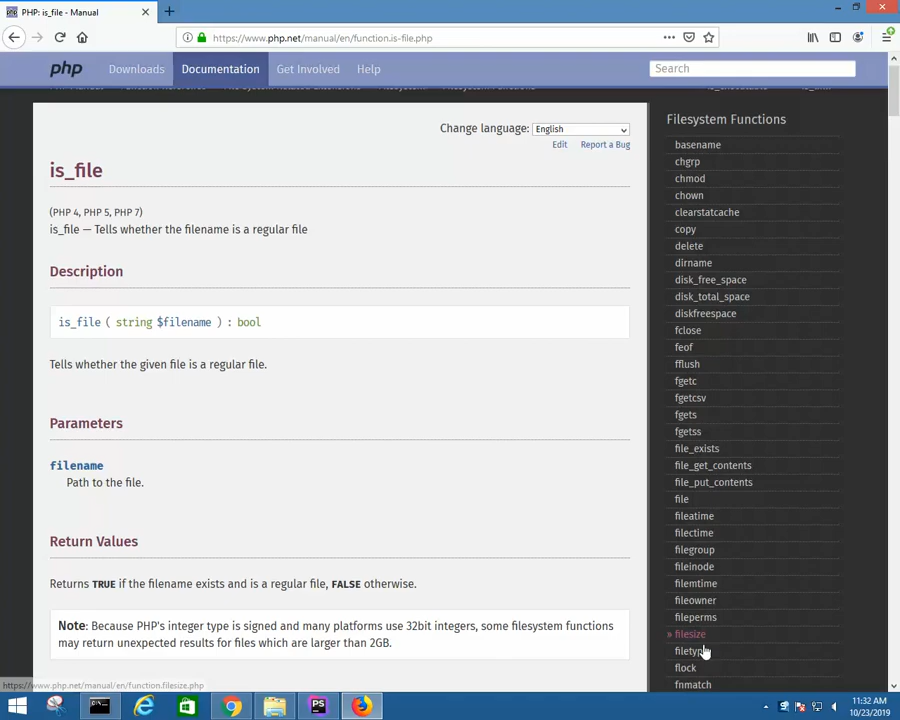 PHP: is_file - Manual
https://www.php.net/manual/en/function.is-file.php
php Downloads Documentation Get Involved Help Search
Change language: English
Edit Report a Bug
is_file
(PHP 4, PHP 5, PHP 7)
is_file — Tells whether the filename is a regular file
Description
is_file ( string $filename ) : bool
Tells whether the given file is a regular file.
Parameters
filename
Path to the file.
Return Values
Returns TRUE if the filename exists and is a regular file, FALSE otherwise.
Note: Because PHP's integer type is signed and many platforms use 32bit integers, some filesystem functions
may return unexpected results for files which are larger than 2GB.
Filesystem Functions
basename
chgrp
chmod
chown
clearstatcache
copy
delete
dirname
disk_free_space
disk_total_space
diskfreespace
fclose
feof
fflush
fgetc
fgetcsv
fgets
fgetss
file_exists
file_get_contents
file_put_contents
file
fileatime
filectime
filegroup
fileinode
filemtime
fileowner
fileperms
» filesize
filetype
flock
fnmatch
https://www.php.net/manual/en/function.filesize.php
PS
11:32 AM
10/23/2019